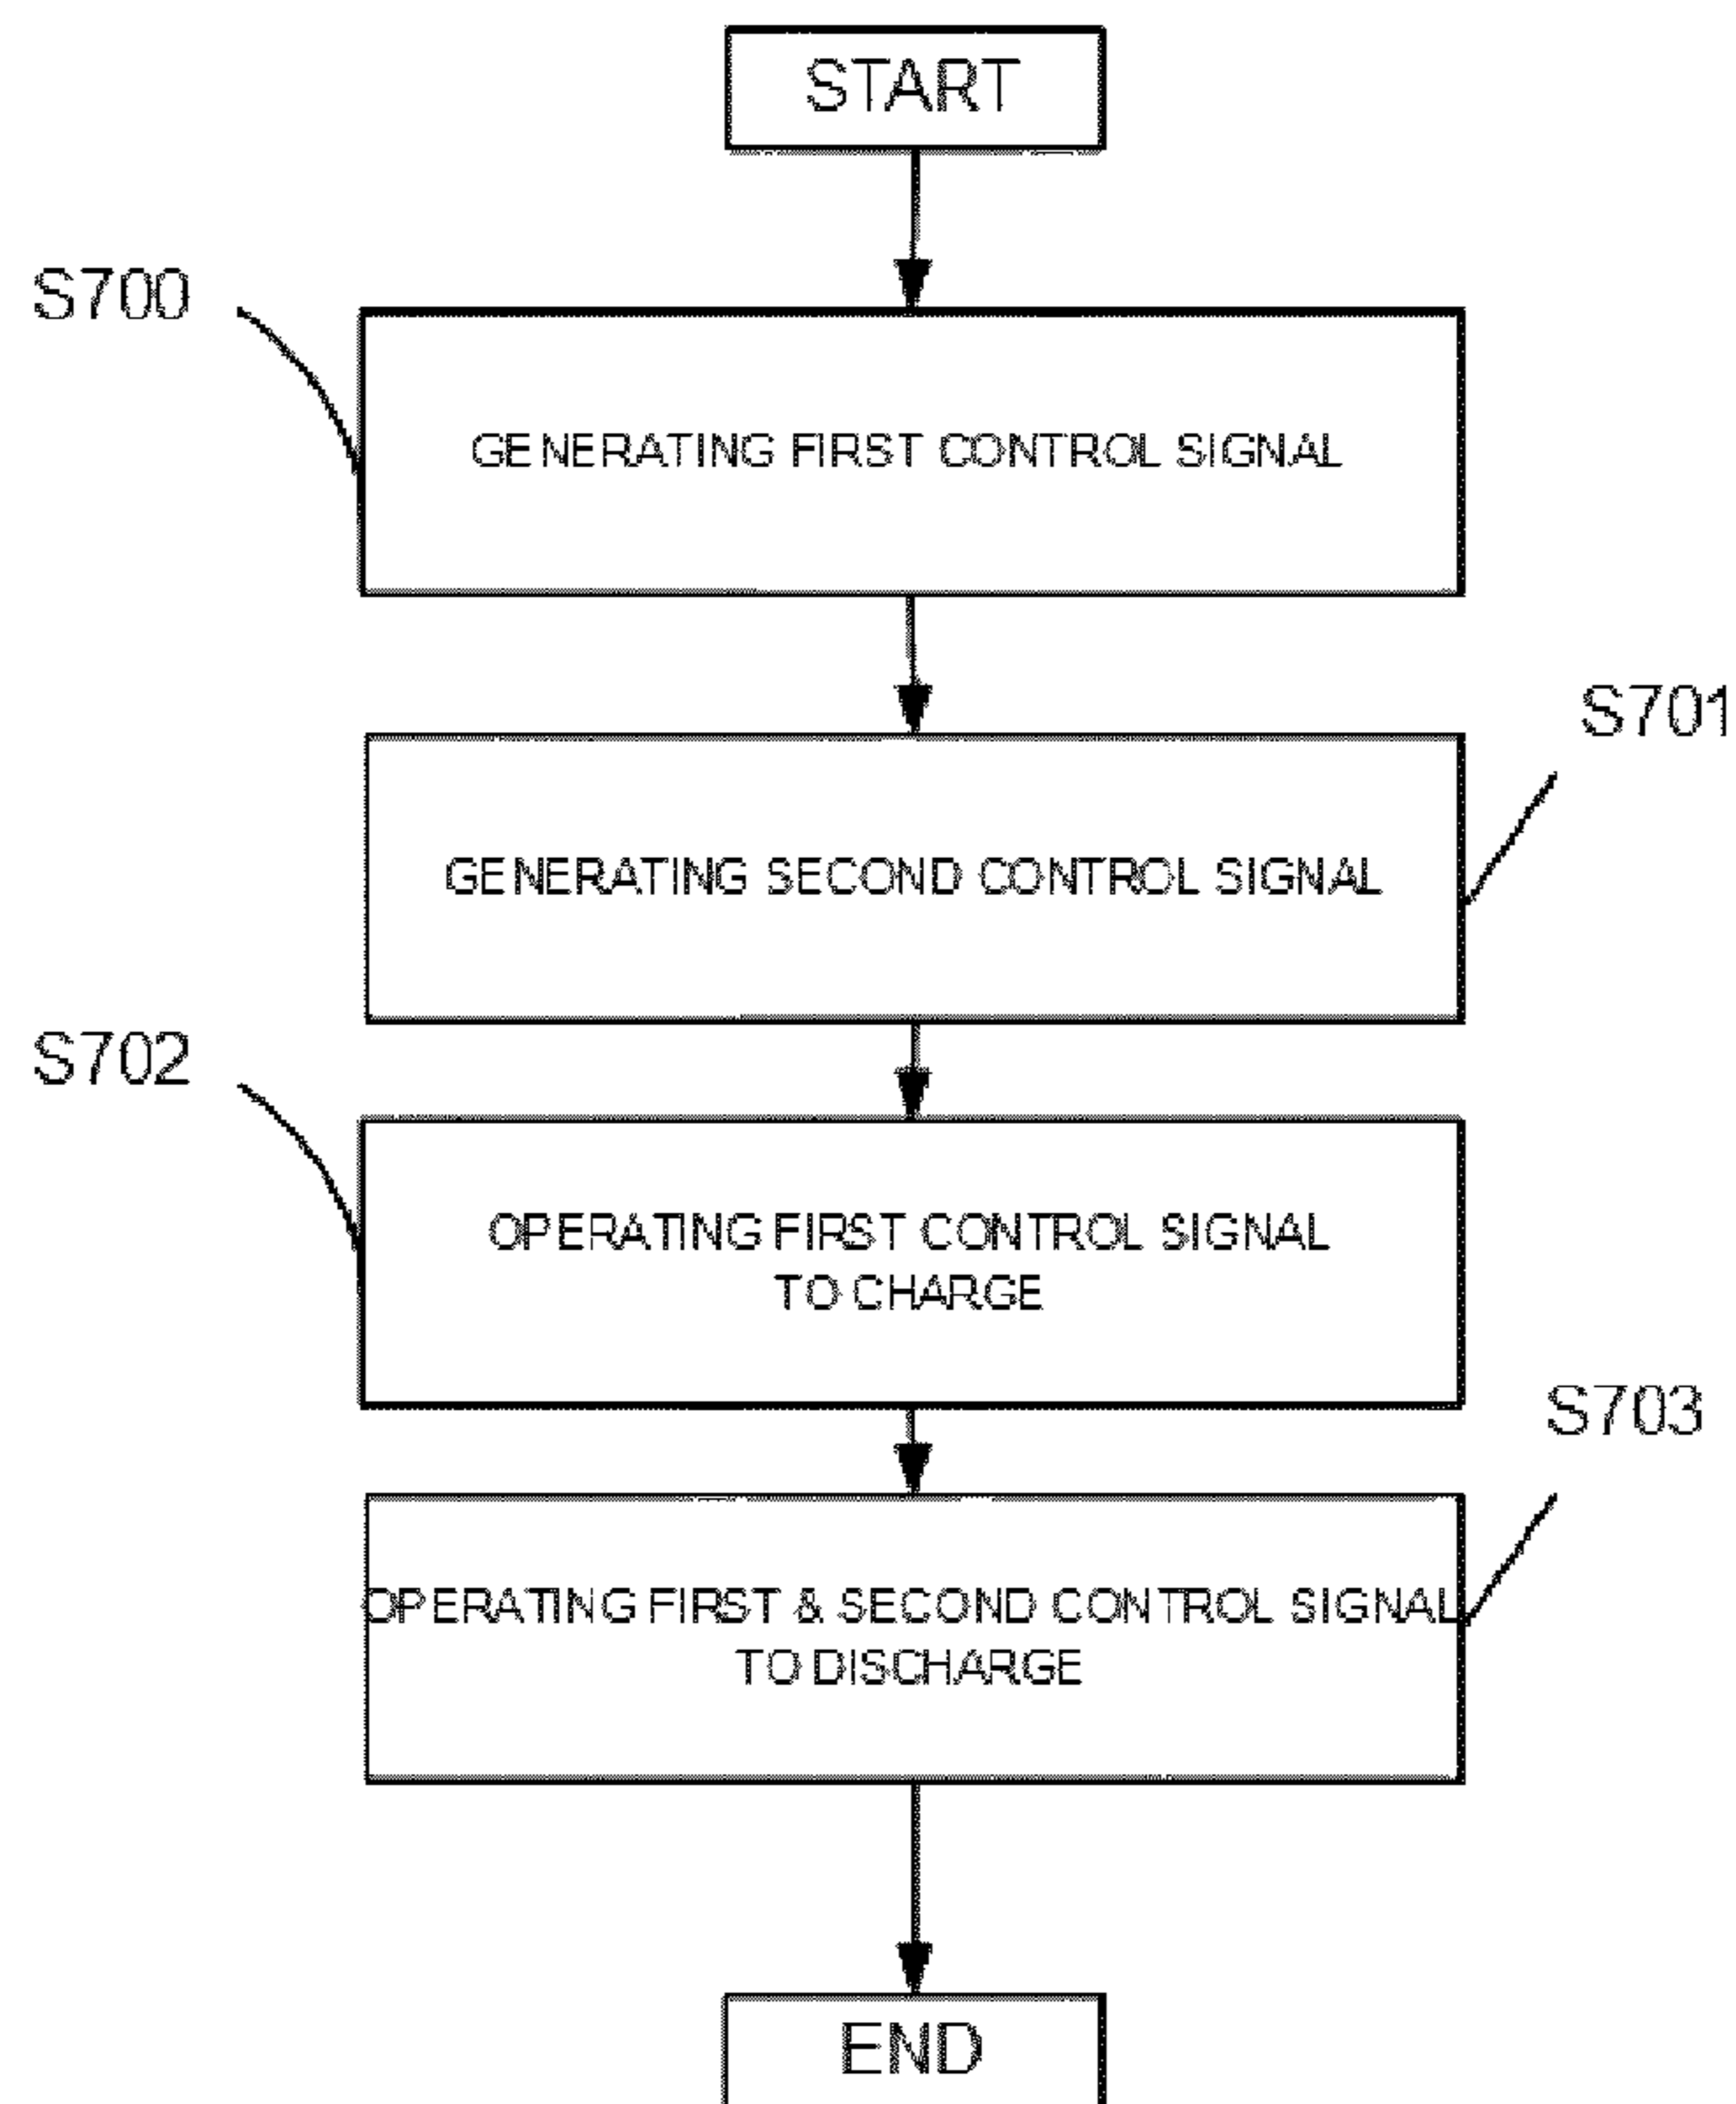 START
S700
GENERATING FIRST CONTROL SIGNAL
S701
GENERATING SECOND CONTROL SIGNAL
S702
OPERATING FIRST CONTROL SIGNAL
TO CHARGE
S703
OPERATING FIRST & SECOND CONTROL SIGNAL
TO DISCHARGE
END